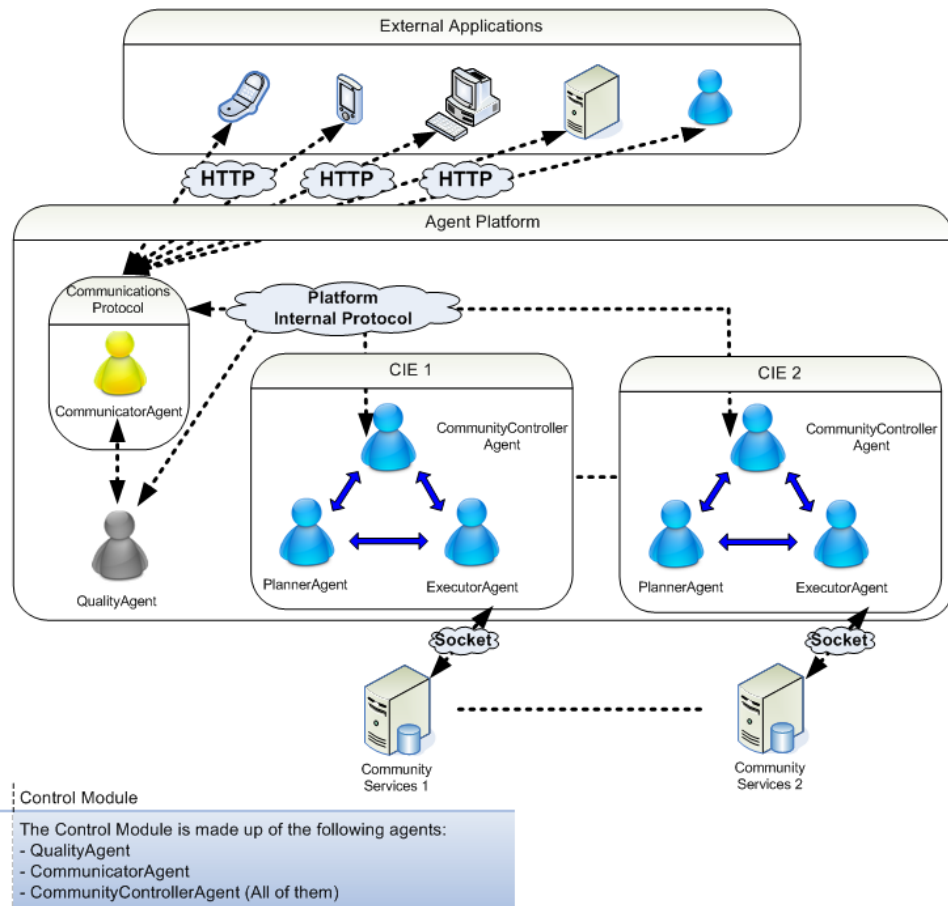 External Applications
HTTP
HTTP
HTTP
Agent Platform
Communications
Protocol
CommunicatorAgent
Platform
Internal Protocol
QualityAgent
CIE 1
CommunityController
Agent
PlannerAgent
ExecutorAgent
CIE 2
CommunityController
Agent
PlannerAgent
ExecutorAgent
Socket
Socket
Community
Services 1
Community
Services 2
Control Module
The Control Module is made up of the following agents:
- QualityAgent
- CommunicatorAgent
- CommunityControllerAgent (All of them)